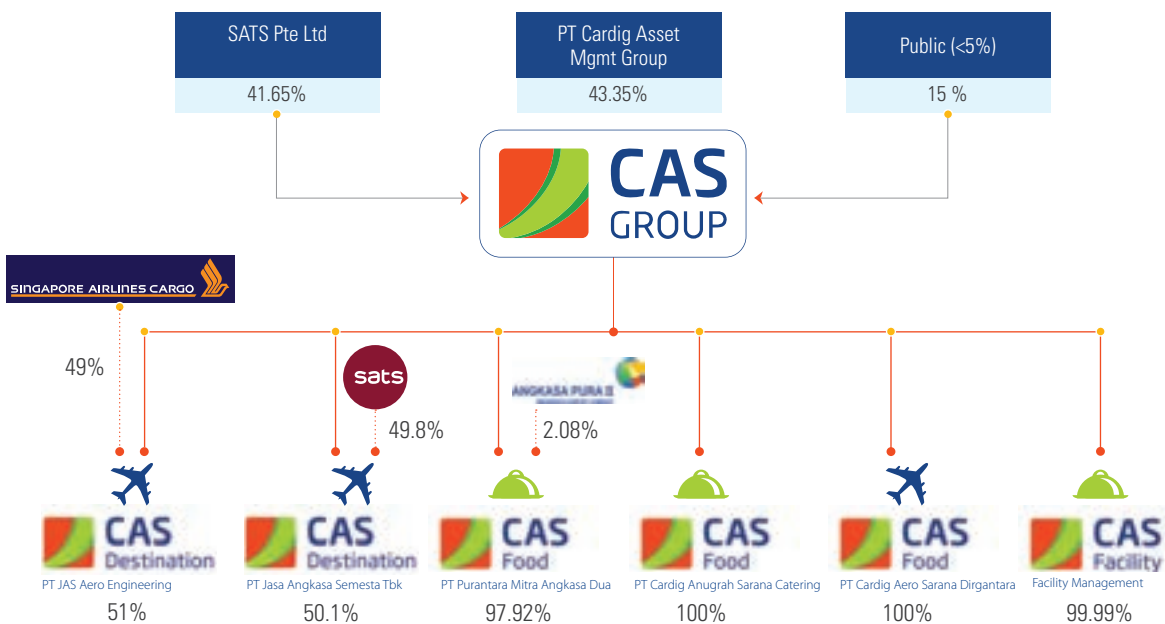 SATS Pte Ltd
41.65%
PT Cardig Asset
Mgmt Group
43.35%
Public (<5%)
15 %
CAS
GROUP
SINGAPORE AIRLINES CARGO
49%
sats
49.8%
ANGKASA PURA II
2.08%
CAS
Destination
PT JAS Aero Engineering
51%
CAS
Destination
PT Jasa Angkasa Semesta Tbk
50.1%
CAS
Food
PT Purantara Mitra Angkasa Dua
97.92%
CAS
Food
PT Cardig Anugrah Sarana Catering
100%
CAS
Food
PT Cardig Aero Sarana Dirgantara
100%
CAS
Facility
Facility Management
99.99%